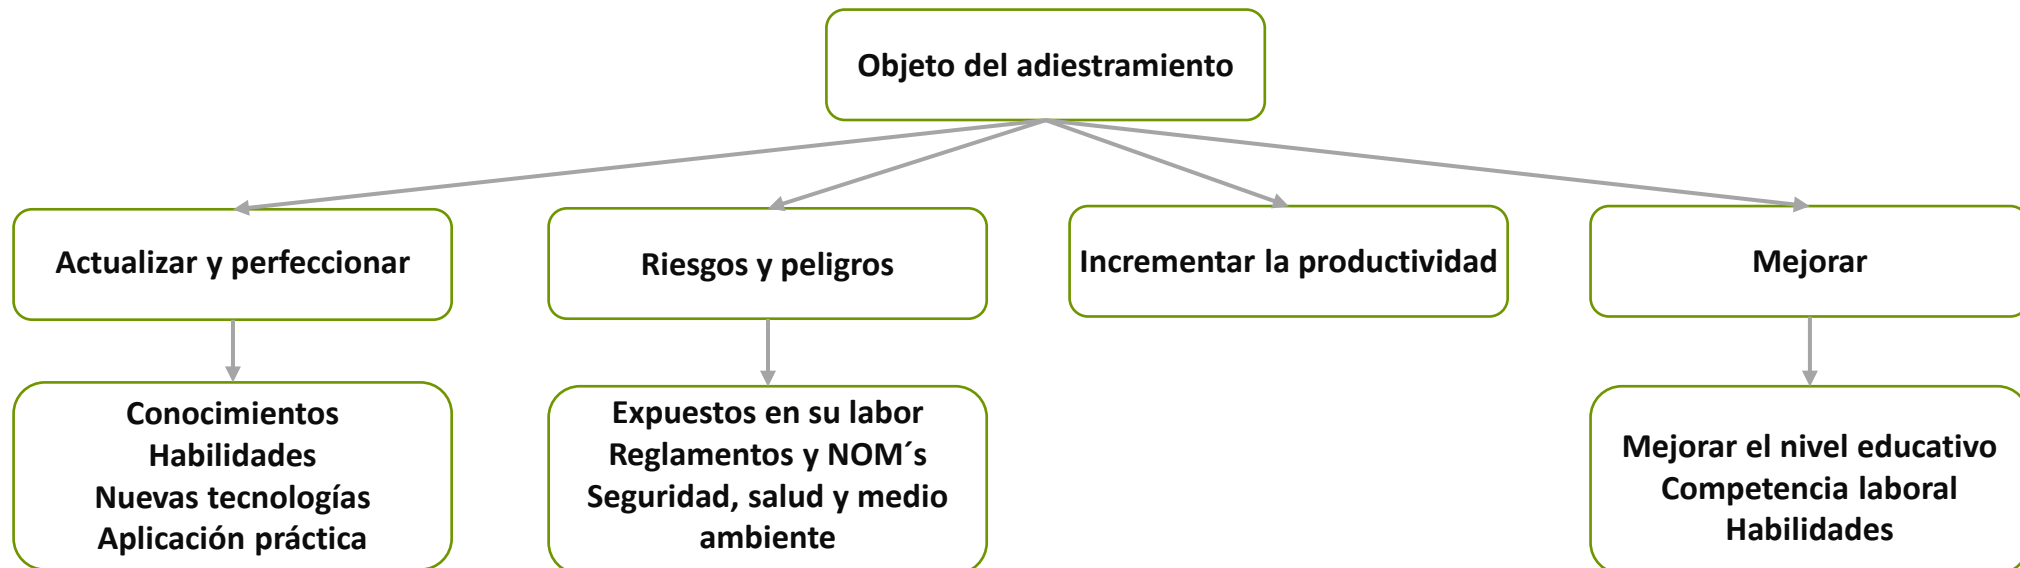 Objeto del adiestramiento
Actualizar y perfeccionar
Riesgos y peligros
Incrementar la productividad
Mejorar
Conocimientos
Habilidades
Nuevas tecnologías
Aplicación práctica
Expuestos en su labor
Reglamentos y NOM´s
Seguridad, salud y medio
ambiente
Mejorar el nivel educativo
Competencia laboral
Habilidades